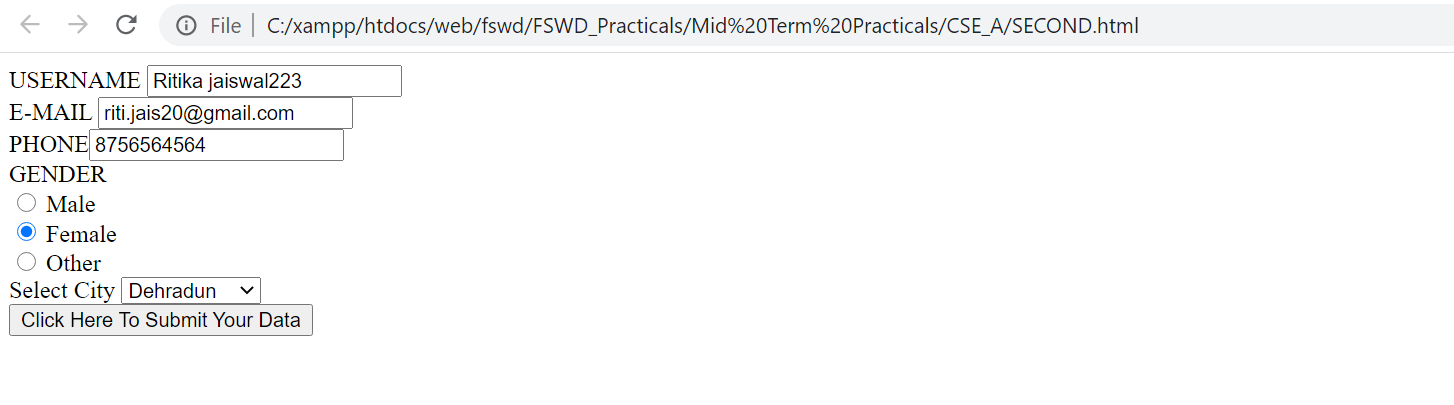 File C:/xampp/htdocs/web/fswd/FSWD_Practicals/Mid%20Term%20Practicals/CSE_A/SECOND.html
USERNAME Ritika jaiswal223
E-MAIL riti.jais20@gmail.com
PHONE 8756564564
GENDER
Male
Female
Other
Select City Dehradun
Click Here To Submit Your Data